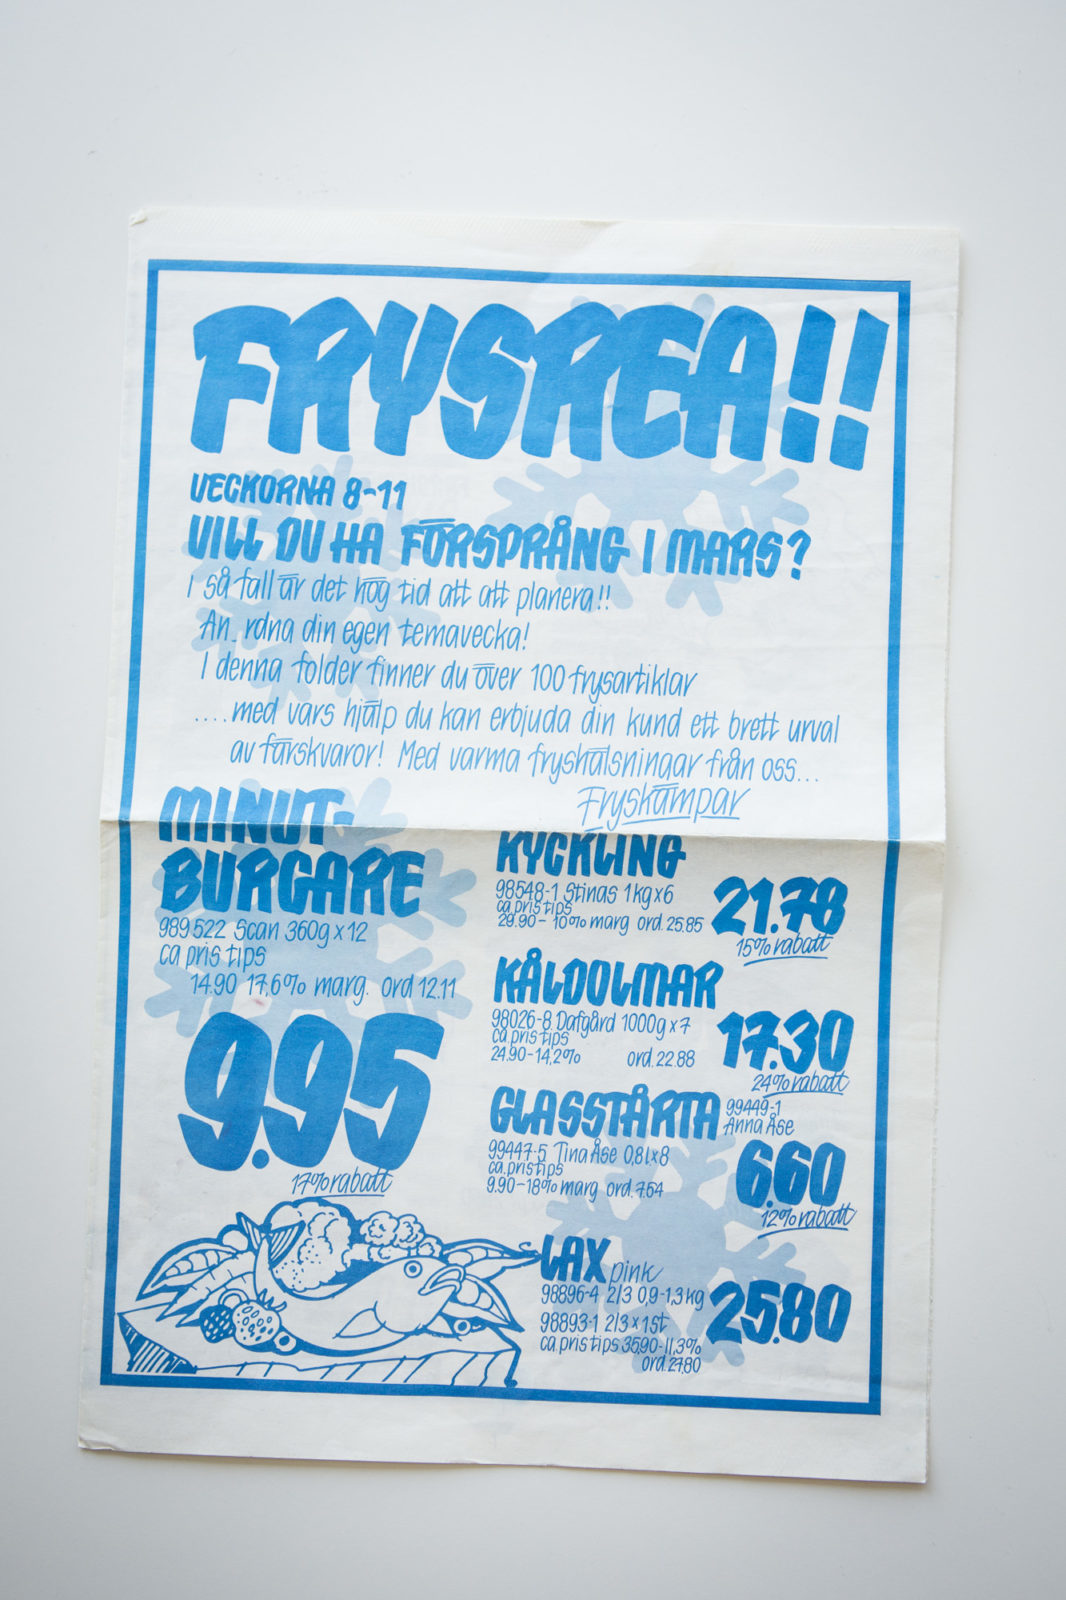 FRYSREA!!
VECKORNA 8-11
VILL DU HA FÖRSPRÅNG I MARS?
i så fall är det hög tid att att planera!!
An rdna din egen temavecka!
I denna folder finner du över 100 frysartiklar
....med vars hjälp du kan erbjuda din kund ett brett urval
av färskvaror! Med varma fryshälsningar från oss...
Fryskämpar
MINUT-
BURGARE
989522 Scan 360g x 12
ca pris tips
14.90 17,6% marg. ord 12.11
9.95
17% rabatt
KYCKLING
98548-1 Stinas 1kg x 6
ca pris tips
29.90 - 10% marg ord. 25.85
21.78
15% rabatt
KÅLDOLMAR
98026-8 Dafgård 1000g x 7
ca pris tips
24.90-14,2% ord. 22.88
17.30
24% rabatt
GLASSTÅRTA
99449-1
Anna Åse
99447-5 Tina Åse 0,8l x 8
ca. pris tips
9.90-18% marg ord. 7.64
6.60
12% rabatt
LAX pink
98896-4 2/3 0,9-1,3 kg
98893-1 2/3 x 1st
ca pris tips 35,90-11,3%
ord. 27,80
25.80